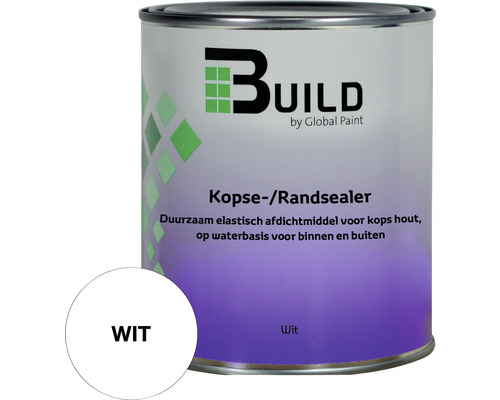 BUILD
by Global Paint
Kopse-/Randsealer
Duurzaam elastisch afdichtmiddel voor kops hout,
op waterbasis voor binnen en buiten
Wit
WIT